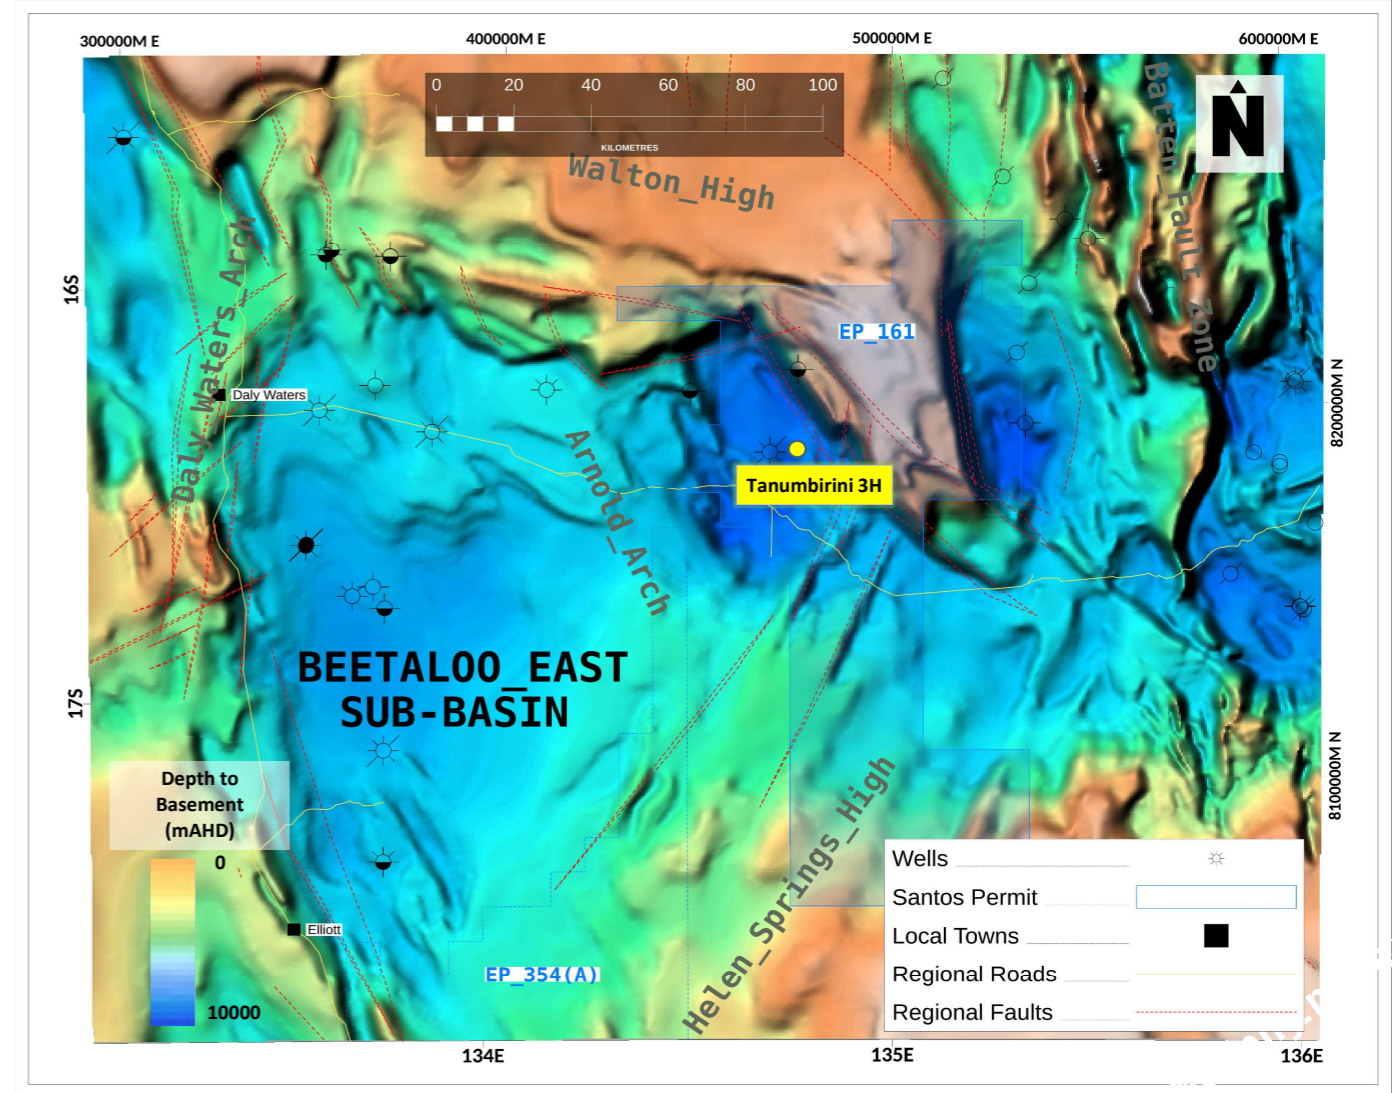 300000M E
400000M E
500000M E
600000M E
0 20 40 60 80 100
KILOMETRES
N
Walton_High
Batten_Fault Zone
16S
Daly_Waters_Arch
EP_161
Daly Waters
8200000M N
Arnold_Arch
Tanumbirini 3H
BEETALOO_EAST
SUB-BASIN
17S
8100000M N
Depth to
Basement
(mAHD)
0
10000
Helen_Springs_High
Elliott
EP_354(A)
Wells
Santos Permit
Local Towns
Regional Roads
Regional Faults
134E
135E
136E